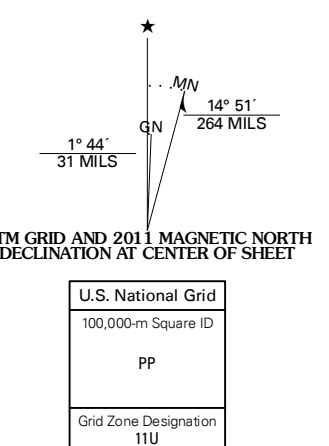 ★
MN
GN
1° 44´
31 MILS
14° 51´
264 MILS
TM GRID AND 2011 MAGNETIC NORTH
DECLINATION AT CENTER OF SHEET
U.S. National Grid
100,000-m Square ID
PP
Grid Zone Designation
11U